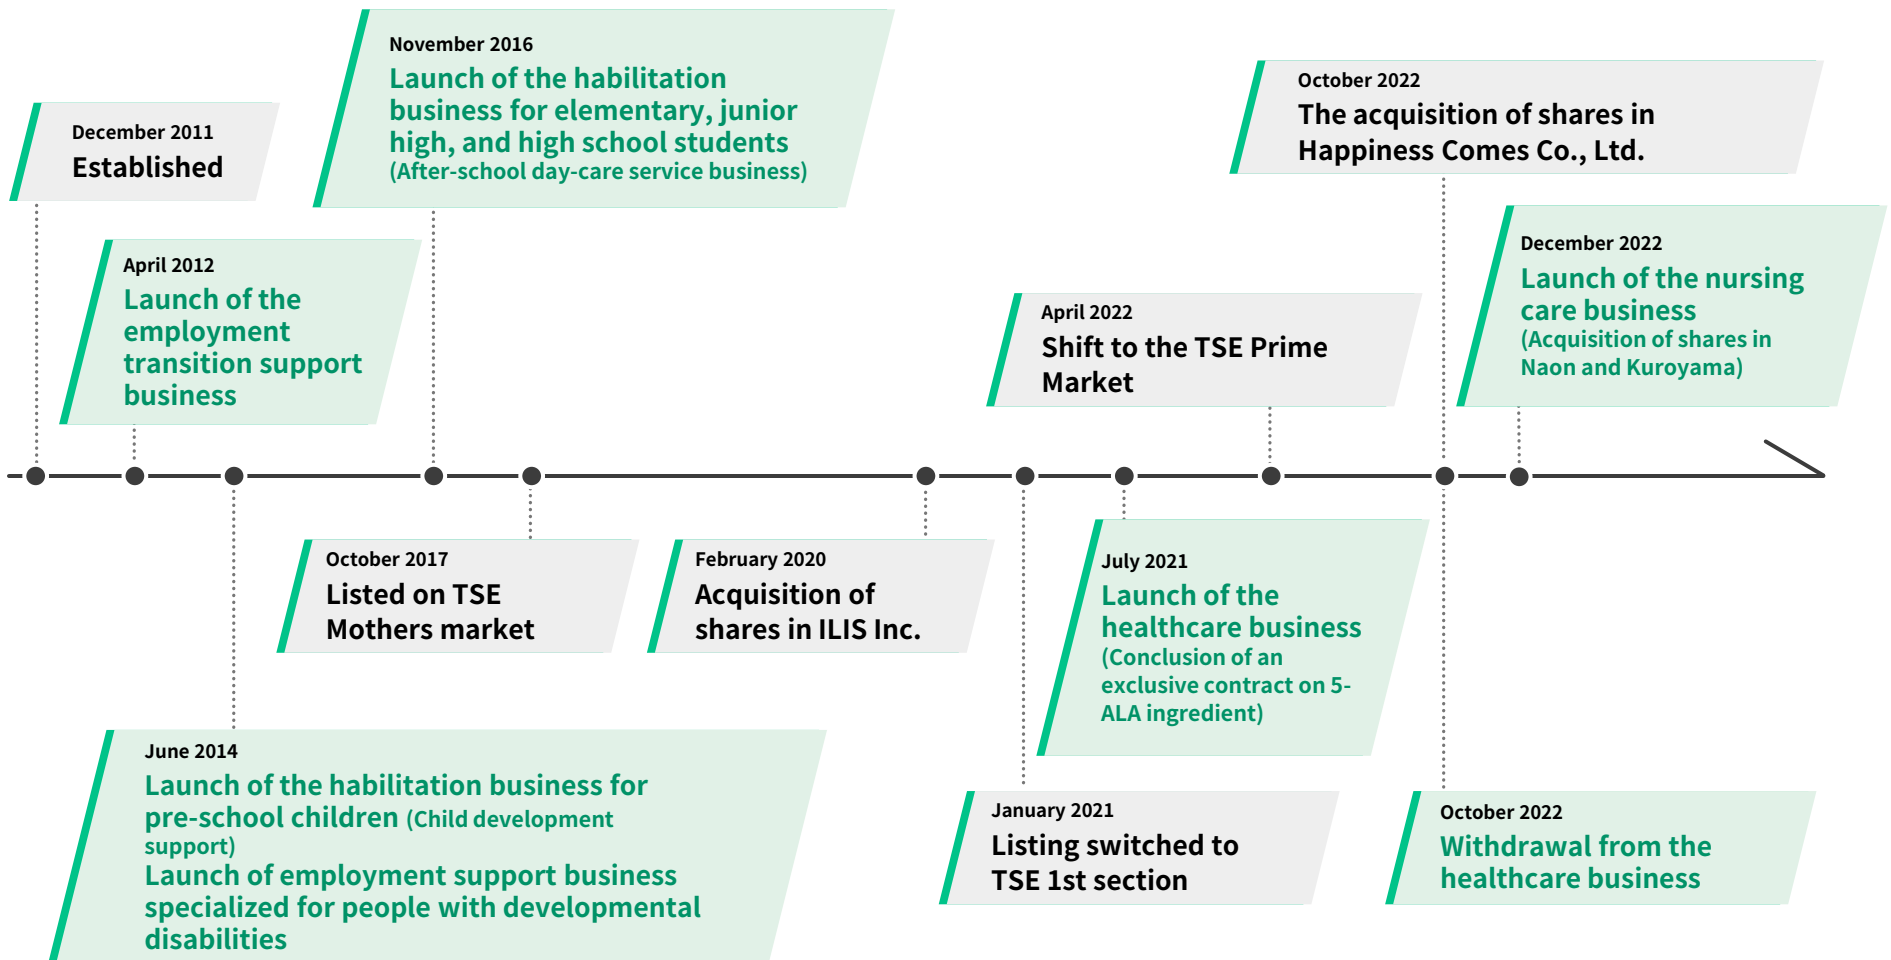 December 2011
Established
April 2012
Launch of the
employment
transition support
business
November 2016
Launch of the habilitation
business for elementary, junior
high, and high school students
(After-school day-care service business)
April 2022
Shift to the TSE Prime
Market
October 2022
The acquisition of shares in
Happiness Comes Co., Ltd.
December 2022
Launch of the nursing
care business
(Acquisition of shares in
Naon and Kuroyama)
June 2014
Launch of the habilitation business for
pre-school children (Child development
support)
Launch of employment support business
specialized for people with developmental
disabilities
October 2017
Listed on TSE
Mothers market
February 2020
Acquisition of
shares in ILIS Inc.
January 2021
Listing switched to
TSE 1st section
July 2021
Launch of the
healthcare business
(Conclusion of an
exclusive contract on 5-
ALA ingredient)
October 2022
Withdrawal from the
healthcare business